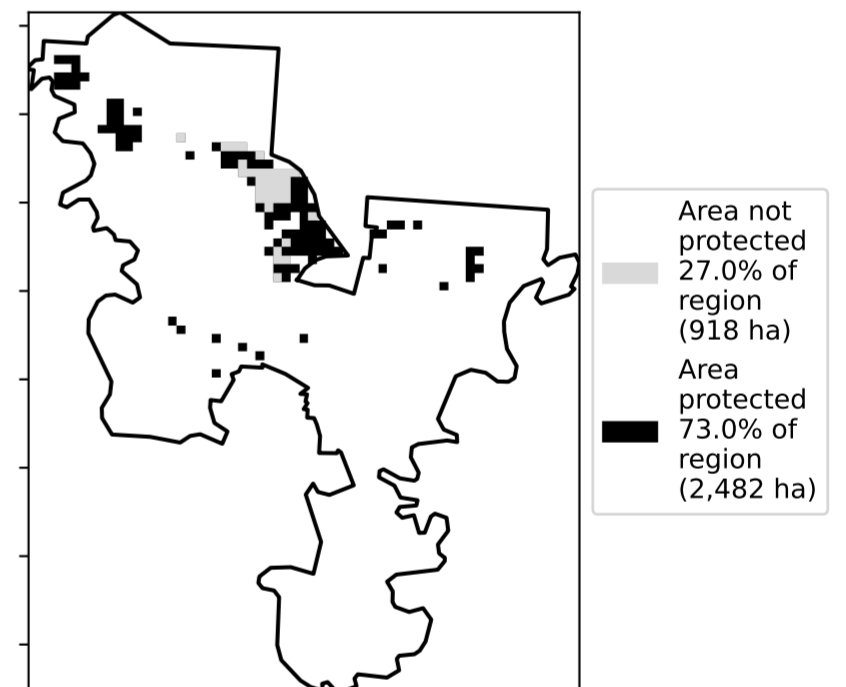 Area not
protected
27.0% of
region
(918 ha)
Area
protected
73.0% of
region
(2,482 ha)